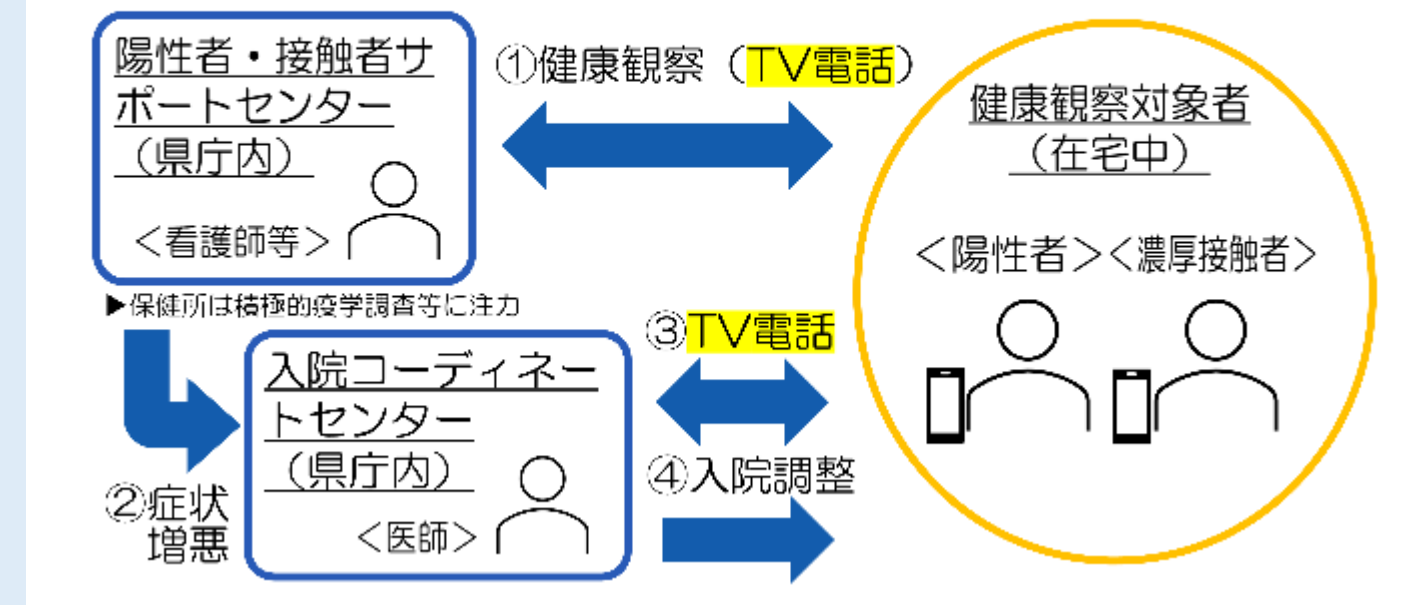 陽性者・接触者サ
ポートセンター
（県庁内）
＜看護師等＞
①健康観察（TV電話）
健康観察対象者
（在宅中）
＜陽性者＞＜濃厚接触者＞
▶保健所は積極的疫学調査等に注力
②症状
増悪
入院コーディネー
トセンター
（県庁内）
＜医師＞
③TV電話
④入院調整